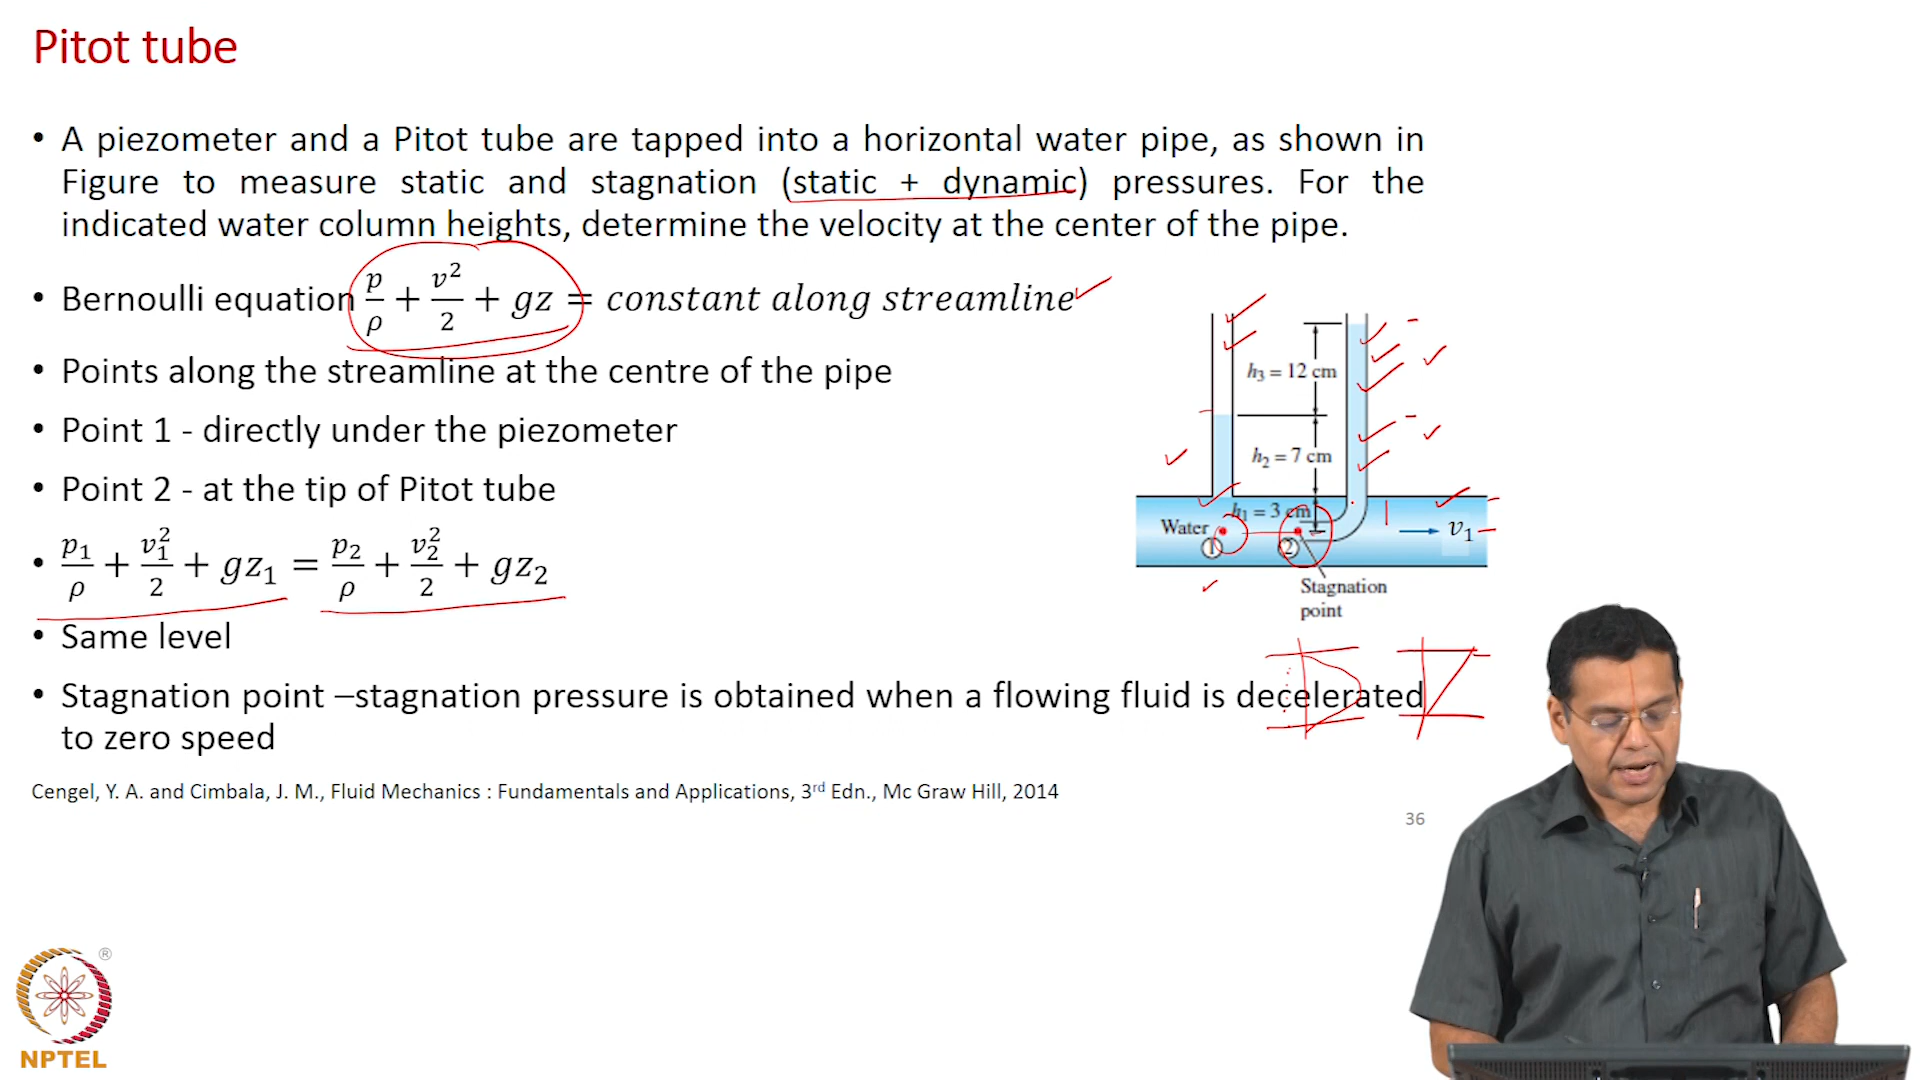 Pitot tube
• A piezometer and a Pitot tube are tapped into a horizontal water pipe, as shown in
Figure to measure static and stagnation (static + dynamic) pressures. For the
indicated water column heights, determine the velocity at the center of the pipe.
• Bernoulli equation p/ρ + v²/2 + gz = constant along streamline
• Points along the streamline at the centre of the pipe
• Point 1 - directly under the piezometer
• Point 2 - at the tip of Pitot tube
• p₁/ρ + v₁²/2 + gz₁ = p₂/ρ + v₂²/2 + gz₂
• Same level
• Stagnation point –stagnation pressure is obtained when a flowing fluid is decelerated
to zero speed
h₃ = 12 cm
h₂ = 7 cm
h₁ = 3 cm
Water
① ②
v₁
Stagnation
point
Cengel, Y. A. and Cimbala, J. M., Fluid Mechanics : Fundamentals and Applications, 3rd Edn., Mc Graw Hill, 2014
36
®
NPTEL